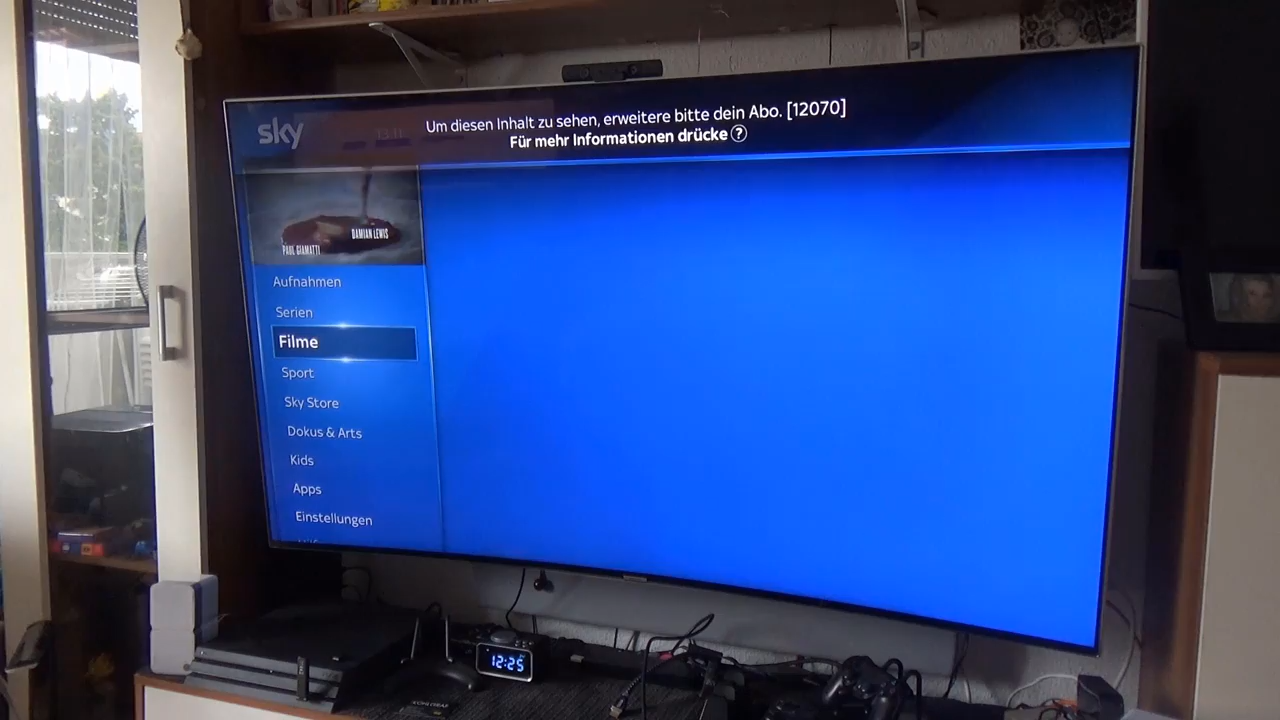 sky
Um diesen Inhalt zu sehen, erweitere bitte dein Abo. [12070]
Für mehr Informationen drücke ?
PAUL GIAMATTI
DAMIAN LEWIS
Aufnahmen
Serien
Filme
Sport
Sky Store
Dokus & Arts
Kids
Apps
Einstellungen
12:25